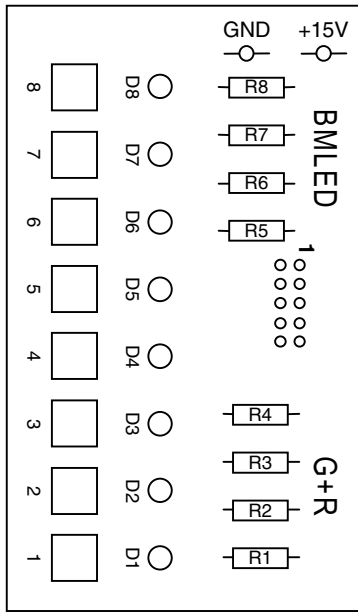 GND +15V
8 D8 R8
7 D7 R7
6 D6 R6
5 D5 R5
BMLED
1
4 D4 R4
3 D3 R3
2 D2 R2
1 D1 R1
G+R